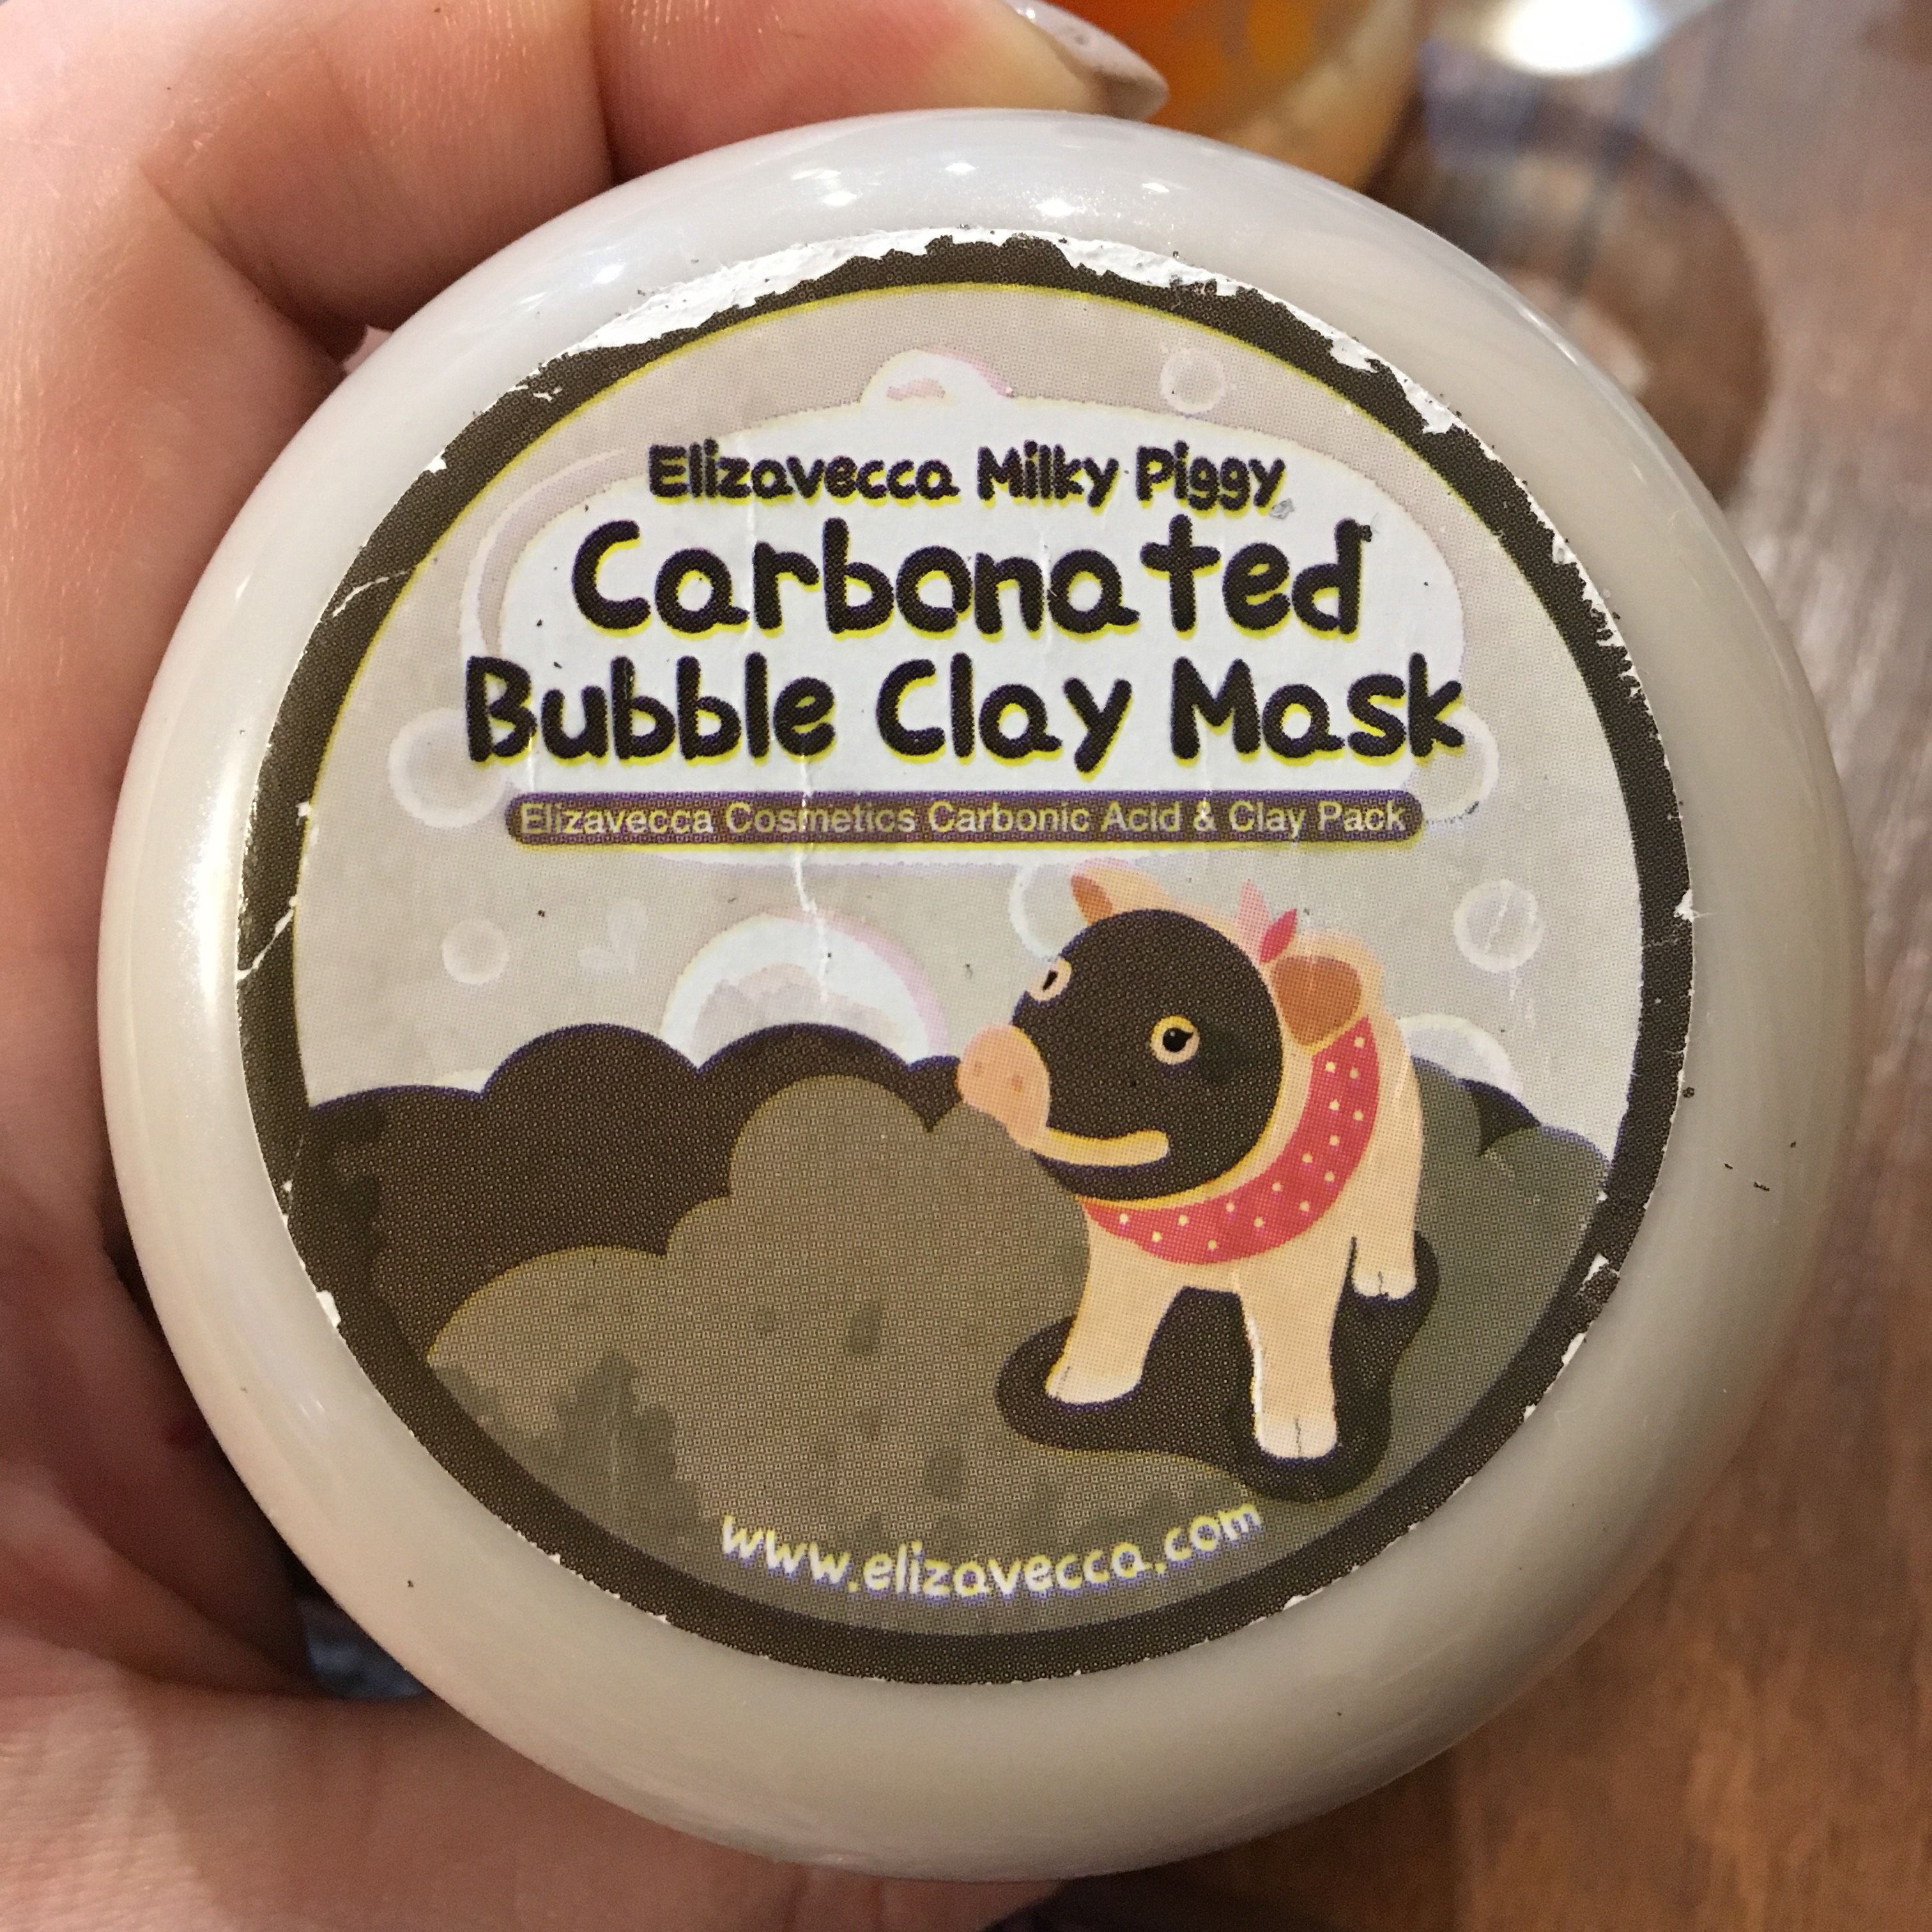 Elizavecca Milky Piggy
Carbonated
Bubble Clay Mask
Elizavecca Cosmetics Carbonic Acid & Clay Pack
www.elizavecca.com